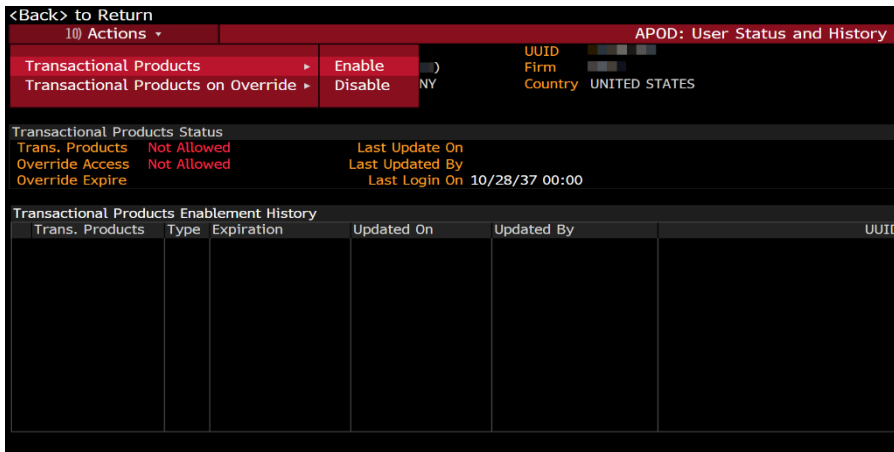 <Back> to Return
10) Actions ▾ APOD: User Status and History
UUID
Transactional Products ▸ Enable ) Firm
Transactional Products on Override ▸ Disable NY Country UNITED STATES
Transactional Products Status
Trans. Products Not Allowed Last Update On
Override Access Not Allowed Last Updated By
Override Expire Last Login On 10/28/37 00:00
Transactional Products Enablement History
Trans. Products Type Expiration Updated On Updated By UUID